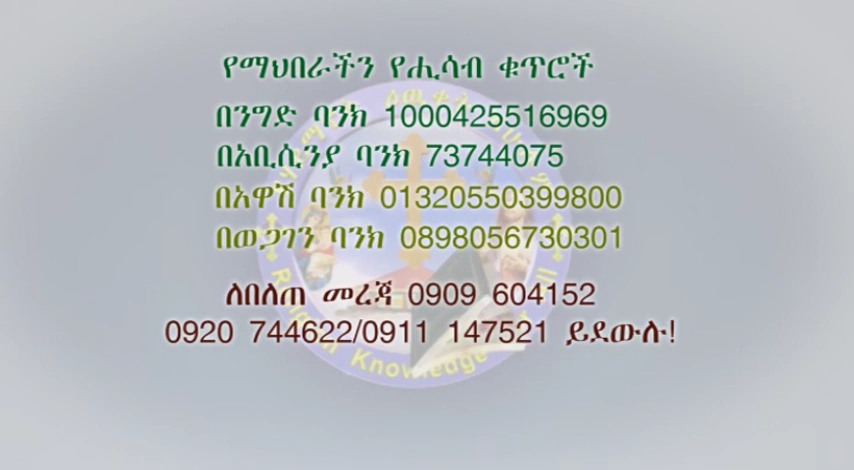 የማህበራችን የሒሳብ ቁጥሮች
በንግድ ባንክ 1000425516969
በአቢሲንያ ባንክ 73744075
በአዋሽ ባንክ 01320550399800
በወጋገን ባንክ 0898056730301
ለበለጠ መረጃ 0909 604152
0920 744622/0911 147521 ይደውሉ!
Knowledge